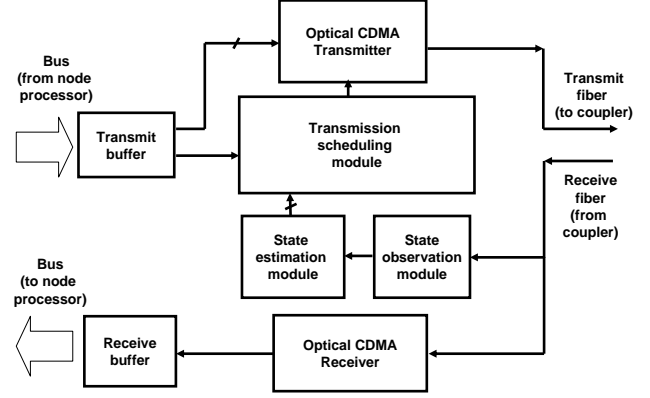 Optical CDMA
Transmitter
Bus
(from node
processor)
Transmit
fiber
(to coupler)
Transmit
buffer
Transmission
scheduling
module
Receive
fiber
(from
coupler)
State
estimation
module
State
observation
module
Bus
(to node
processor)
Receive
buffer
Optical CDMA
Receiver